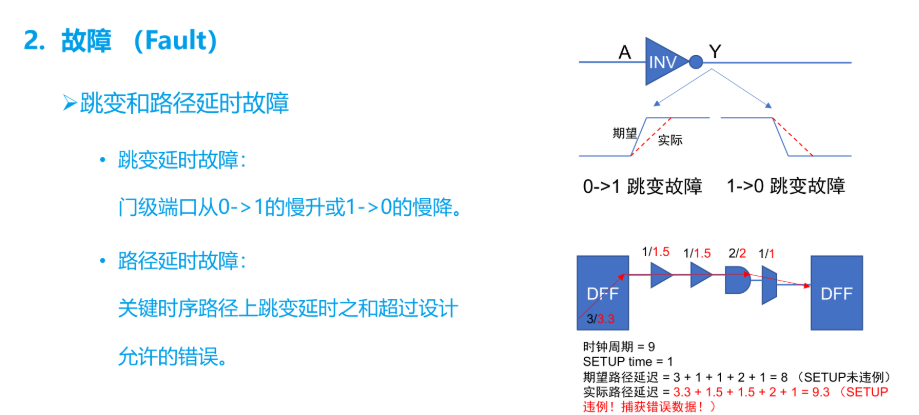 2. 故障 （Fault）
➢跳变和路径延时故障
• 跳变延时故障：
门级端口从0->1的慢升或1->0的慢降。
• 路径延时故障：
关键时序路径上跳变延时之和超过设计
允许的错误。
A INV Y
期望 实际
0->1 跳变故障 1->0 跳变故障
1/1.5 1/1.5 2/2 1/1
DFF DFF
3/3.3
时钟周期 = 9
SETUP time = 1
期望路径延迟 = 3 + 1 + 1 + 2 + 1 = 8 （SETUP未违例）
实际路径延迟 = 3.3 + 1.5 + 1.5 + 2 + 1 = 9.3 （SETUP
违例！捕获错误数据！）